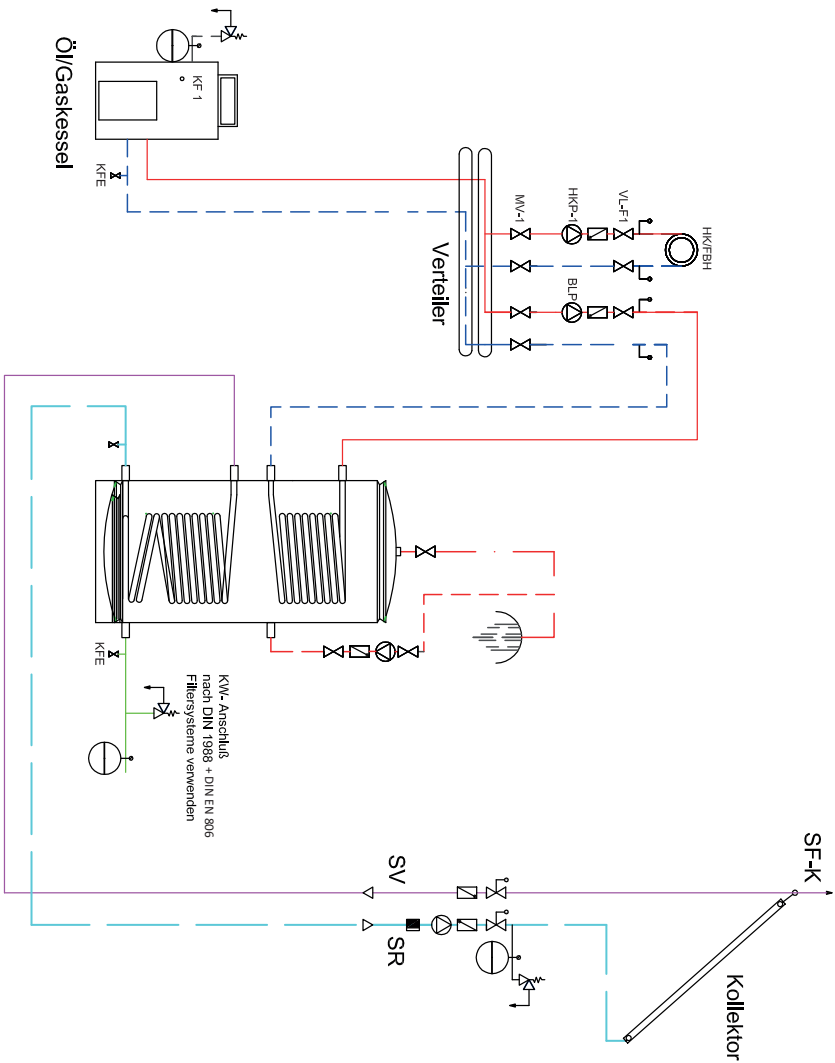 Öl/Gaskessel
KF 1
KFE
Verteiler
MV-1
HKP-1
VL-F1
HK/FBH
BLP
KFE
KW- Anschluß
nach DIN 1988 + DIN EN 806
Filtersysteme verwenden
SV
SR
SF-K
Kollektor